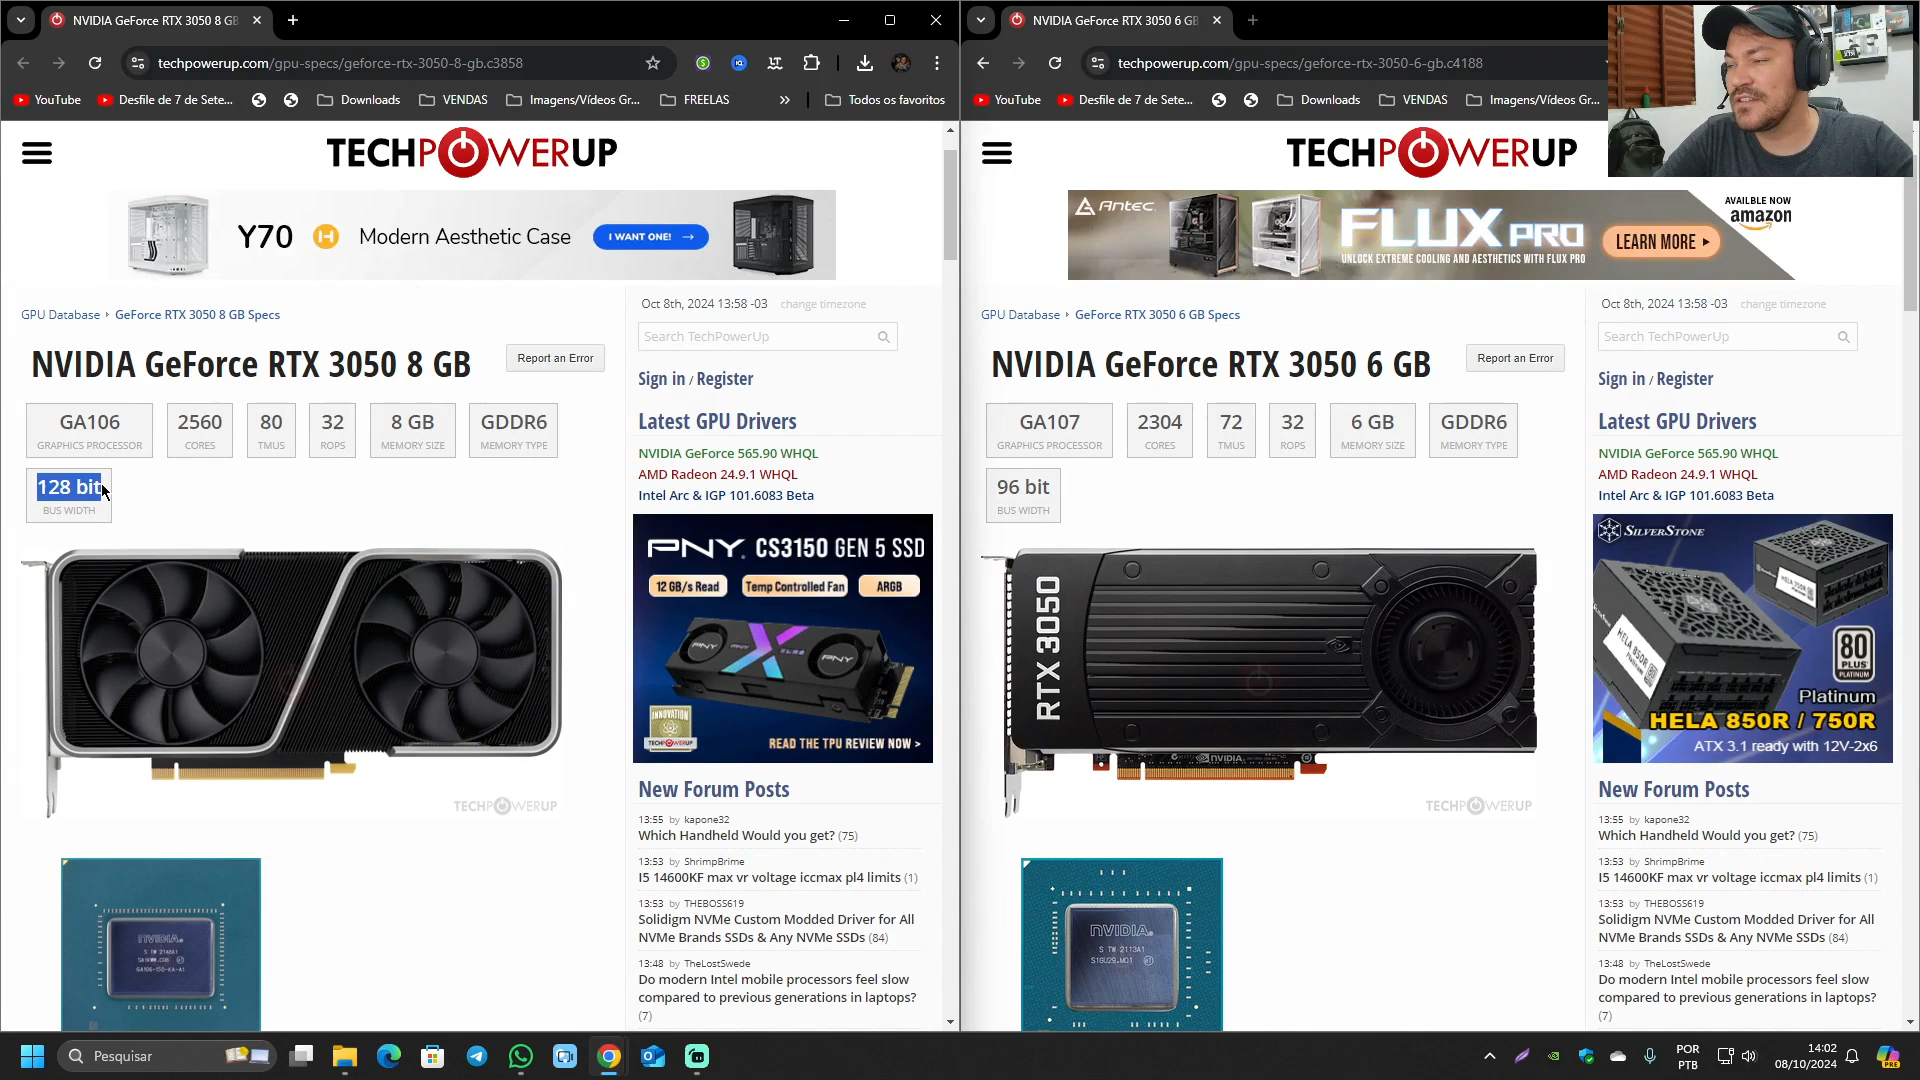 NVIDIA GeForce RTX 3050 8 GB
techpowerup.com/gpu-specs/geforce-rtx-3050-8-gb.c3858
YouTube
Desfile de 7 de Sete...
Downloads
VENDAS
Imagens/Vídeos Gr...
FREELAS
»
Todos os favoritos
TECHPOWERUP
Y70
Modern Aesthetic Case
I WANT ONE! →
GPU Database
GeForce RTX 3050 8 GB Specs
Oct 8th, 2024 13:58 -03 change timezone
Search TechPowerUp
NVIDIA GeForce RTX 3050 8 GB
Report an Error
Sign in / Register
GA106
GRAPHICS PROCESSOR
2560
CORES
80
TMUS
32
ROPS
8 GB
MEMORY SIZE
GDDR6
MEMORY TYPE
128 bit
BUS WIDTH
TECHPOWERUP
NVIDIA.
Latest GPU Drivers
NVIDIA GeForce 565.90 WHQL
AMD Radeon 24.9.1 WHQL
Intel Arc & IGP 101.6083 Beta
PNY. CS3150 GEN 5 SSD
12 GB/s Read
Temp Controlled Fan
ARGB
PNY
XLR8
PNY
INNOVATION
TECHPOWERUP
READ THE TPU REVIEW NOW >
New Forum Posts
13:55 by kapone32
Which Handheld Would you get? (75)
13:53 by ShrimpBrime
I5 14600KF max vr voltage iccmax pl4 limits (1)
13:53 by THEBOSS619
Solidigm NVMe Custom Modded Driver for All
NVMe Brands SSDs & Any NVMe SSDs (84)
13:48 by TheLostSwede
Do modern Intel mobile processors feel slow
compared to previous generations in laptops?
(7)
NVIDIA GeForce RTX 3050 6 GB
techpowerup.com/gpu-specs/geforce-rtx-3050-6-gb.c4188
YouTube
Desfile de 7 de Sete...
Downloads
VENDAS
Imagens/Vídeos Gr...
TECHPOWERUP
Antec
FLUX PRO
UNLOCK EXTREME COOLING AND AESTHETICS WITH FLUX PRO
AVAILBLE NOW
amazon
LEARN MORE
GPU Database
GeForce RTX 3050 6 GB Specs
Oct 8th, 2024 13:58 -03 change timezone
Search TechPowerUp
NVIDIA GeForce RTX 3050 6 GB
Report an Error
Sign in / Register
GA107
GRAPHICS PROCESSOR
2304
CORES
72
TMUS
32
ROPS
6 GB
MEMORY SIZE
GDDR6
MEMORY TYPE
96 bit
BUS WIDTH
RTX 3050
NVIDIA.
TECHPOWERUP
NVIDIA.
S TW 2113A1
Latest GPU Drivers
NVIDIA GeForce 565.90 WHQL
AMD Radeon 24.9.1 WHQL
Intel Arc & IGP 101.6083 Beta
SILVERSTONE
HELA 850R
Platinum
80
PLUS
PLATINUM
Platinum
HELA 850R / 750R
ATX 3.1 ready with 12V-2x6
New Forum Posts
13:55 by kapone32
Which Handheld Would you get? (75)
13:53 by ShrimpBrime
I5 14600KF max vr voltage iccmax pl4 limits (1)
13:53 by THEBOSS619
Solidigm NVMe Custom Modded Driver for All
NVMe Brands SSDs & Any NVMe SSDs (84)
13:48 by TheLostSwede
Do modern Intel mobile processors feel slow
compared to previous generations in laptops?
(7)
Pesquisar
POR
PTB
14:02
08/10/2024
PRE